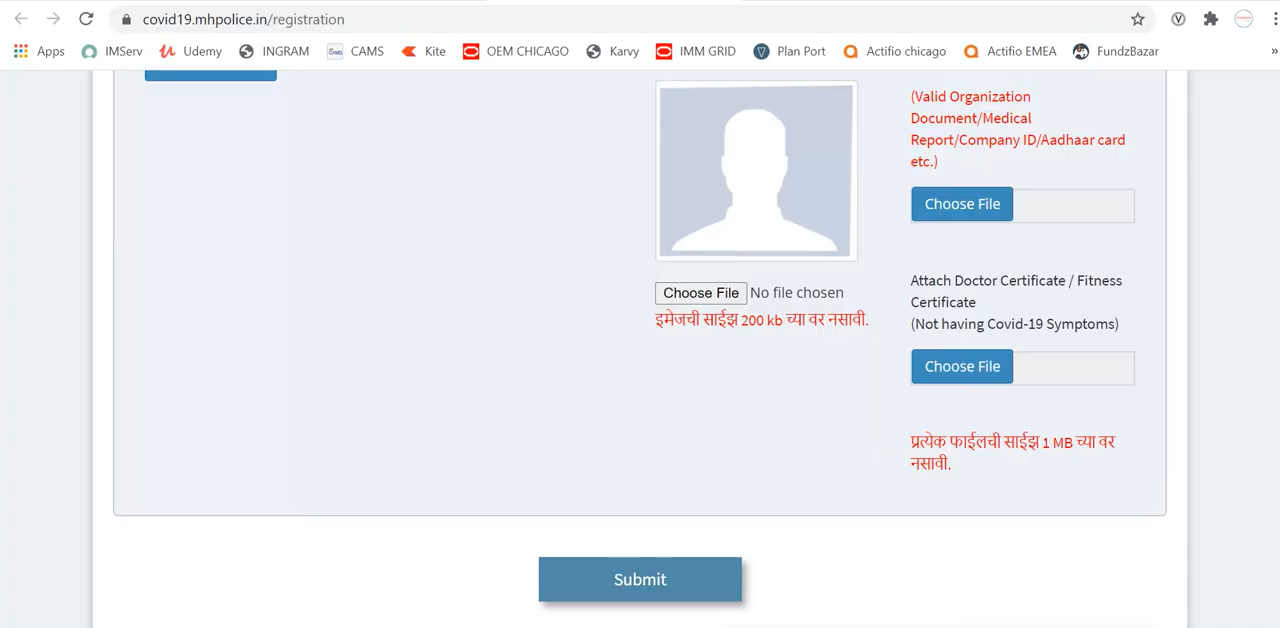 covid19.mhpolice.in/registration
Apps IMServ Udemy INGRAM CAMS Kite OEM CHICAGO Karvy IMM GRID Plan Port Actifio chicago Actifio EMEA FundzBazar »
(Valid Organization
Document/Medical
Report/Company ID/Aadhaar card
etc.)
Choose File
Choose File No file chosen
इमेजची साईझ 200 kb च्या वर नसावी.
Attach Doctor Certificate / Fitness
Certificate
(Not having Covid-19 Symptoms)
Choose File
प्रत्येक फाईलची साईझ 1 MB च्या वर
नसावी.
Submit